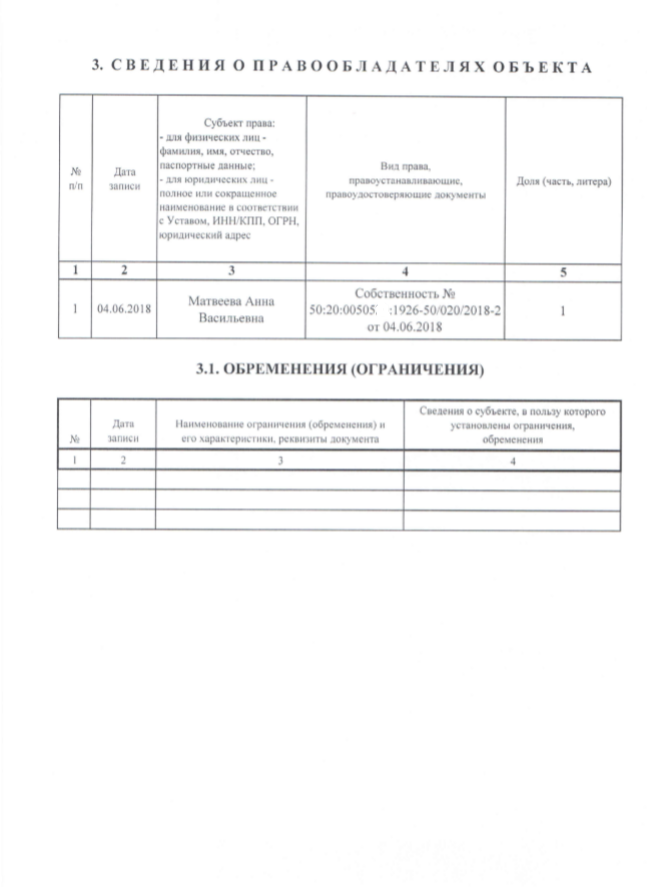 3. СВЕДЕНИЯ О ПРАВООБЛАДАТЕЛЯХ ОБЪЕКТА
№
п/п
Дата
записи
Субъект права:
- для физических лиц -
фамилия, имя, отчество,
паспортные данные;
- для юридических лиц -
полное или сокращенное
наименование в соответствии
с Уставом, ИНН/КПП, ОГРН,
юридический адрес
Вид права,
правоустанавливающие,
правоудостоверяющие документы
Доля (часть, литера)
1 2 3 4 5
1
04.06.2018
Матвеева Анна
Васильевна
Собственность №
50:20:00505 :1926-50/020/2018-2
от 04.06.2018
1
3.1. ОБРЕМЕНЕНИЯ (ОГРАНИЧЕНИЯ)
№
Дата
записи
Наименование ограничения (обременения) и
его характеристики, реквизиты документа
Сведения о субъекте, в пользу которого
установлены ограничения,
обременения
1 2 3 4